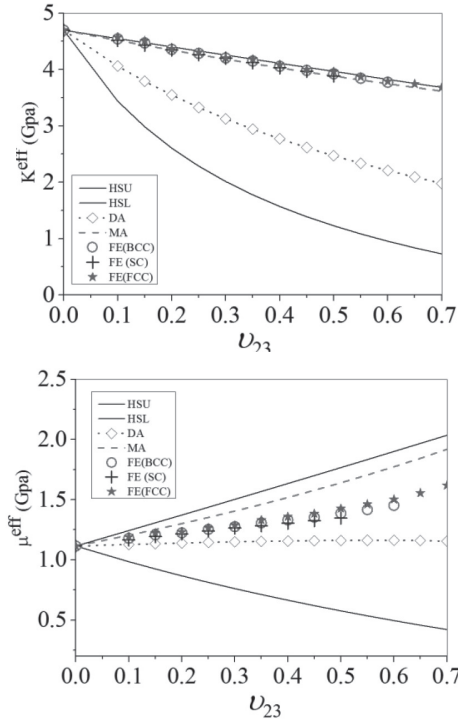 5
4
3
2
1
0
K^eff (Gpa)
HSU
HSL
DA
MA
FE(BCC)
FE (SC)
FE(FCC)
0.0 0.1 0.2 0.3 0.4 0.5 0.6 0.7
υ23
2.5
2.0
1.5
1.0
0.5
μ^eff (Gpa)
HSU
HSL
DA
MA
FE(BCC)
FE (SC)
FE(FCC)
0.0 0.1 0.2 0.3 0.4 0.5 0.6 0.7
υ23